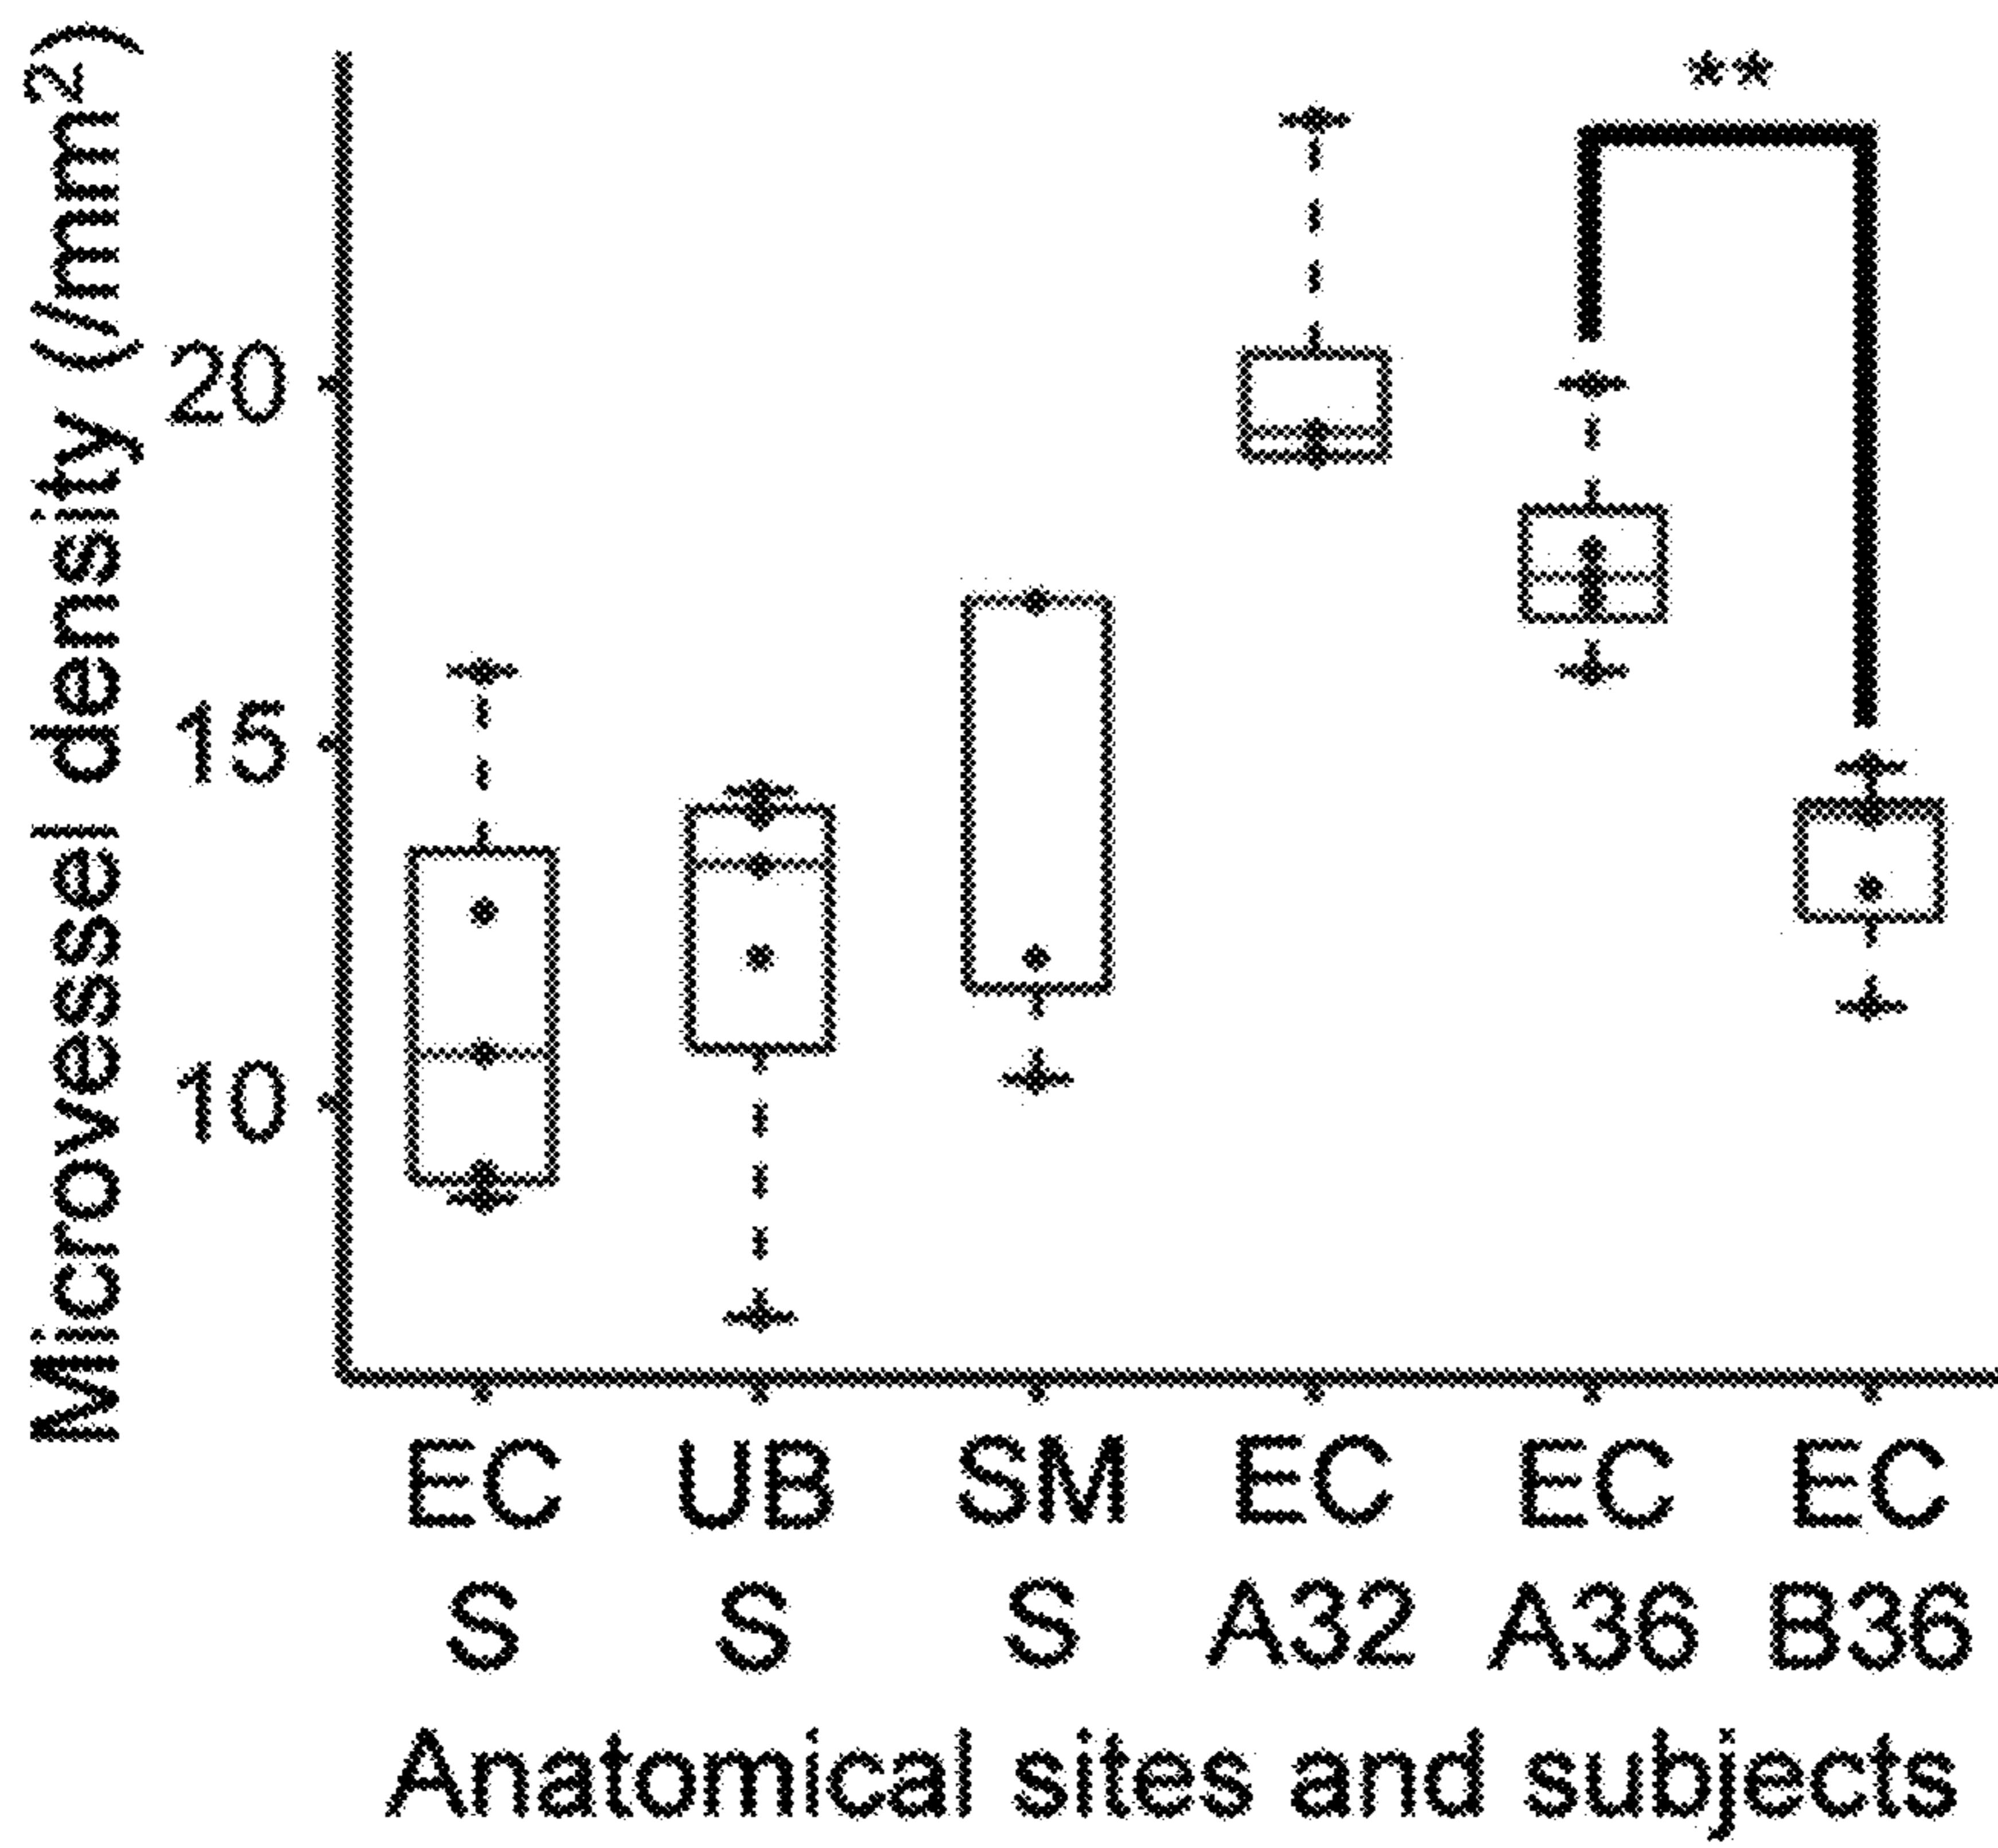 Microvessel density (/mm²)
**
20
15
10
EC UB SM EC EC EC
S S S A32 A36 B36
Anatomical sites and subjects